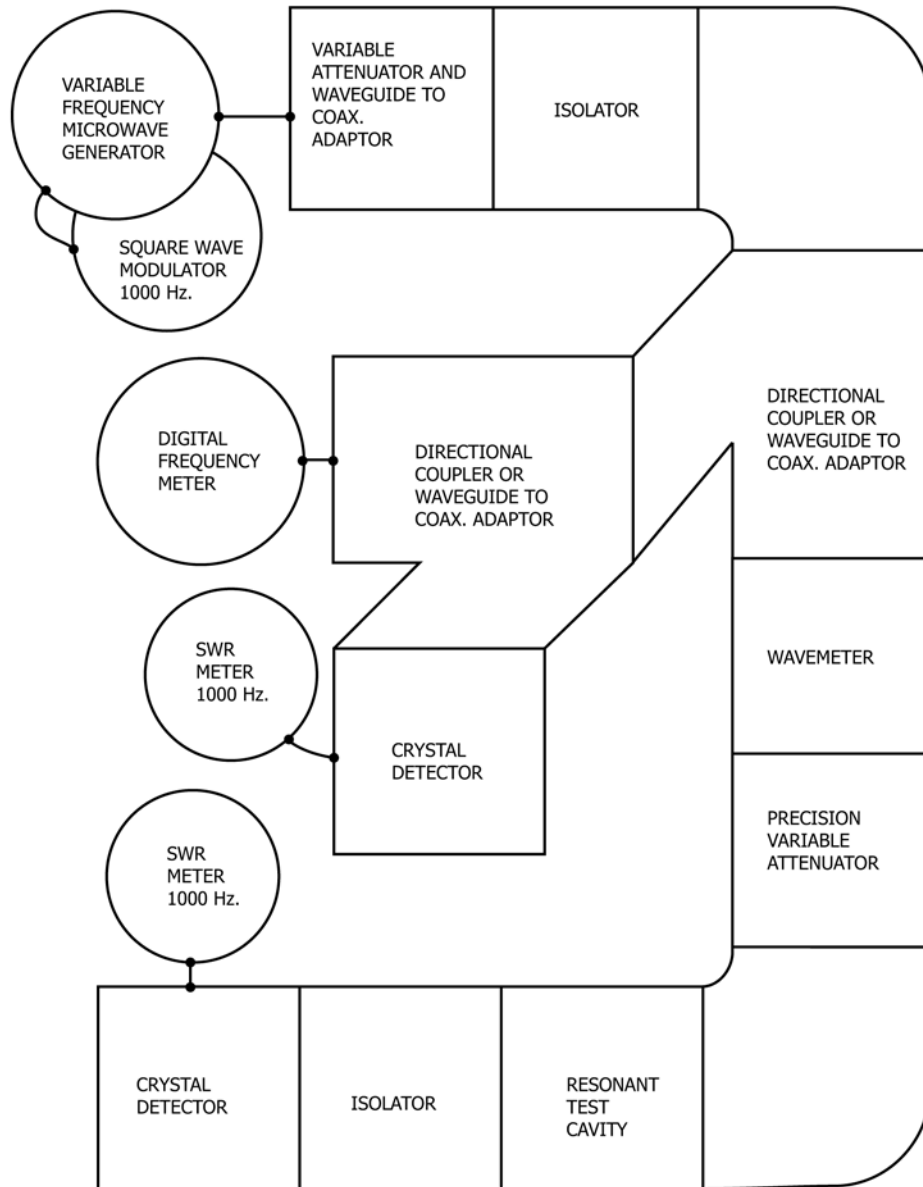 VARIABLE
FREQUENCY
MICROWAVE
GENERATOR
VARIABLE
ATTENUATOR AND
WAVEGUIDE TO
COAX.
ADAPTOR
ISOLATOR
SQUARE WAVE
MODULATOR
1000 Hz.
DIGITAL
FREQUENCY
METER
DIRECTIONAL
COUPLER OR
WAVEGUIDE TO
COAX. ADAPTOR
DIRECTIONAL
COUPLER OR
WAVEGUIDE TO
COAX. ADAPTOR
SWR
METER
1000 Hz.
WAVEMETER
CRYSTAL
DETECTOR
SWR
METER
1000 Hz.
PRECISION
VARIABLE
ATTENUATOR
CRYSTAL
DETECTOR
ISOLATOR
RESONANT
TEST
CAVITY